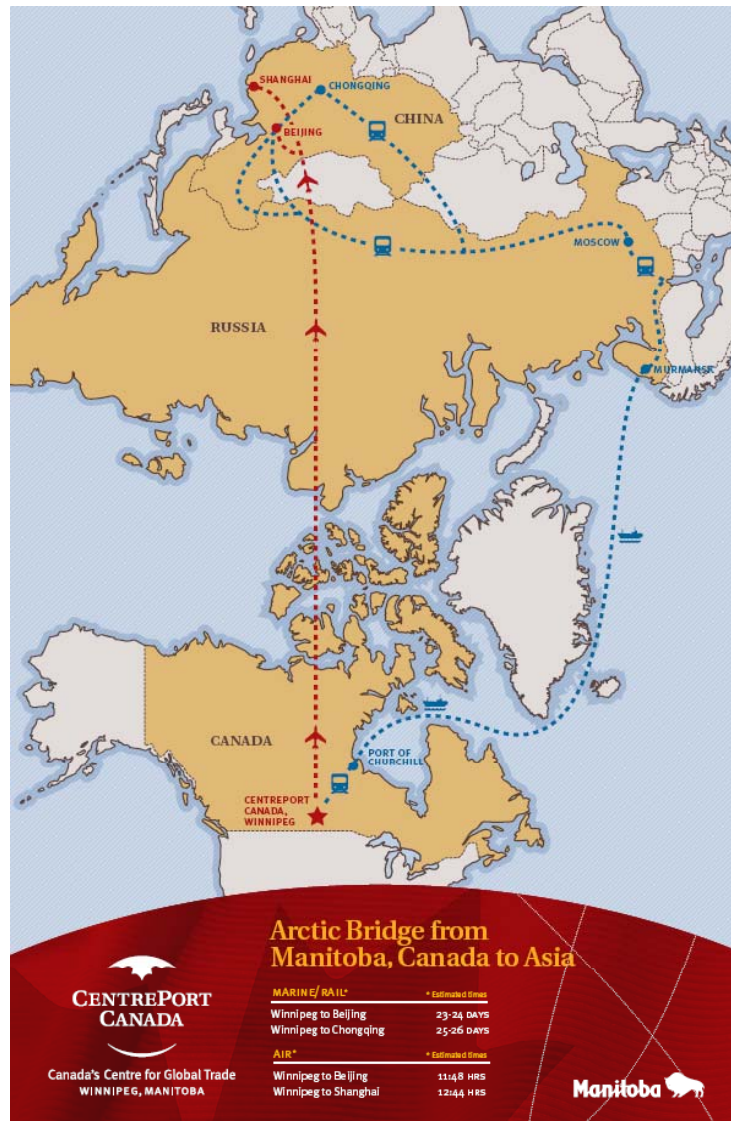 SHANGHAI
CHONGQING
BEIJING
CHINA
MOSCOW
RUSSIA
MURMANSK
CANADA
PORT OF
CHURCHILL
CENTREPORT
CANADA,
WINNIPEG
Arctic Bridge from
Manitoba, Canada to Asia
MARINE/RAIL* * Estimated times
Winnipeg to Beijing 23-24 DAYS
Winnipeg to Chongqing 25-26 DAYS
AIR* * Estimated times
Winnipeg to Beijing 11:48 HRS
Winnipeg to Shanghai 12:44 HRS
CENTREPORT
CANADA
Canada's Centre for Global Trade
WINNIPEG, MANITOBA
Manitoba